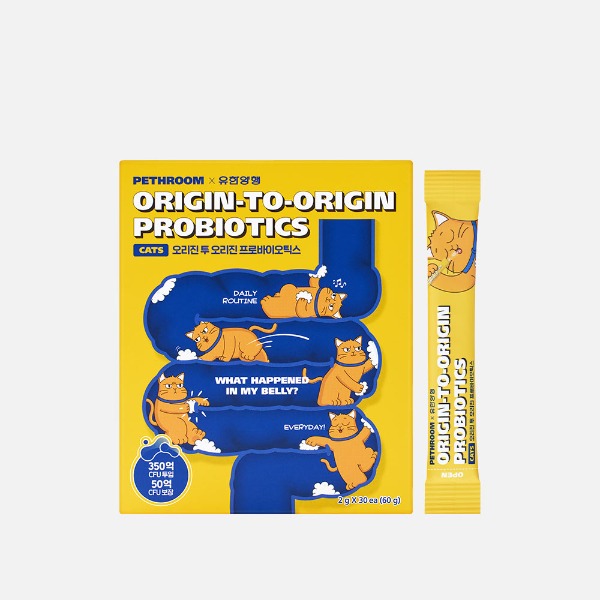 PETHROOM × 유한양행
ORIGIN-TO-ORIGIN
PROBIOTICS
CATS 오리진 투 오리진 프로바이오틱스
DAILY
ROUTINE
WHAT HAPPENED
IN MY BELLY?
EVERYDAY!
350억
CFU 투입
50억
CFU 보장
2 g X 30 ea (60 g)
PETHROOM × 유한양행
ORIGIN-TO-ORIGIN
PROBIOTICS
CATS 오리진 투 오리진 프로바이오틱스
OPEN